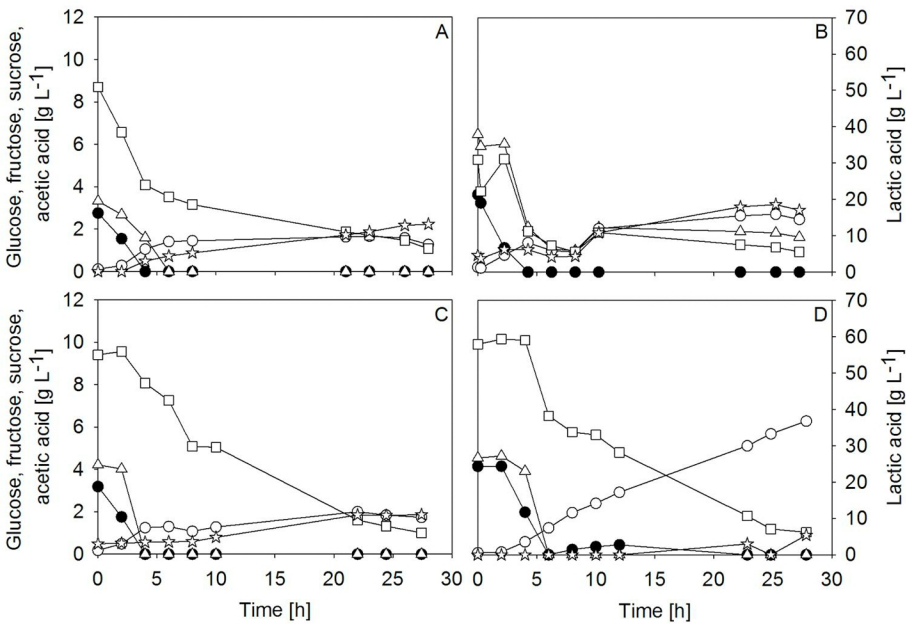 Glucose, fructose, sucrose,
acetic acid [g L⁻¹]
12
10
8
6
4
2
0
A
B
70
60
50
40
30
20
10
0
Lactic acid [g L⁻¹]
Glucose, fructose, sucrose,
acetic acid [g L⁻¹]
12
10
8
6
4
2
0
C
D
70
60
50
40
30
20
10
0
Lactic acid [g L⁻¹]
0 5 10 15 20 25 30
0 5 10 15 20 25 30
Time [h]
Time [h]